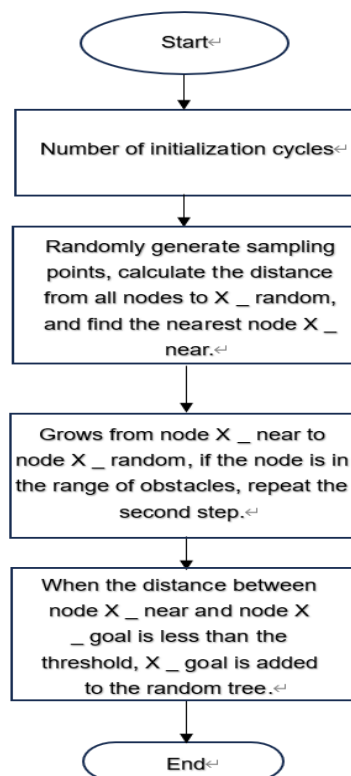 Start↵
Number of initialization cycles↵
Randomly generate sampling
points, calculate the distance
from all nodes to X _ random,
and find the nearest node X _
near.↵
Grows from node X _ near to
node X _ random, if the node is in
the range of obstacles, repeat the
second step.↵
When the distance between
node X _ near and node X
_ goal is less than the
threshold, X _ goal is added
to the random tree.↵
End↵